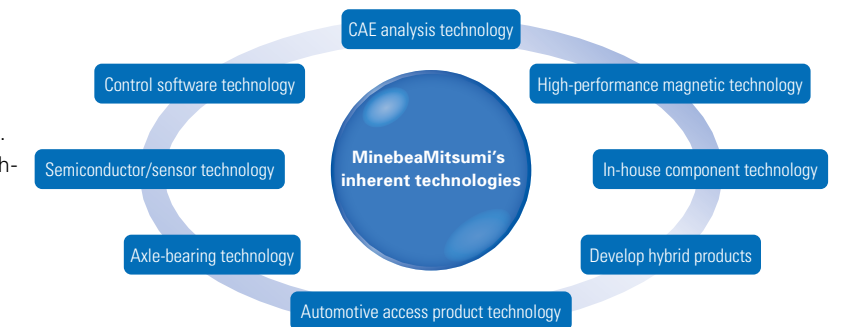 CAE analysis technology
Control software technology
High-performance magnetic technology
.
h-
Semiconductor/sensor technology
MinebeaMitsumi's
inherent technologies
In-house component technology
Axle-bearing technology
Develop hybrid products
Automotive access product technology